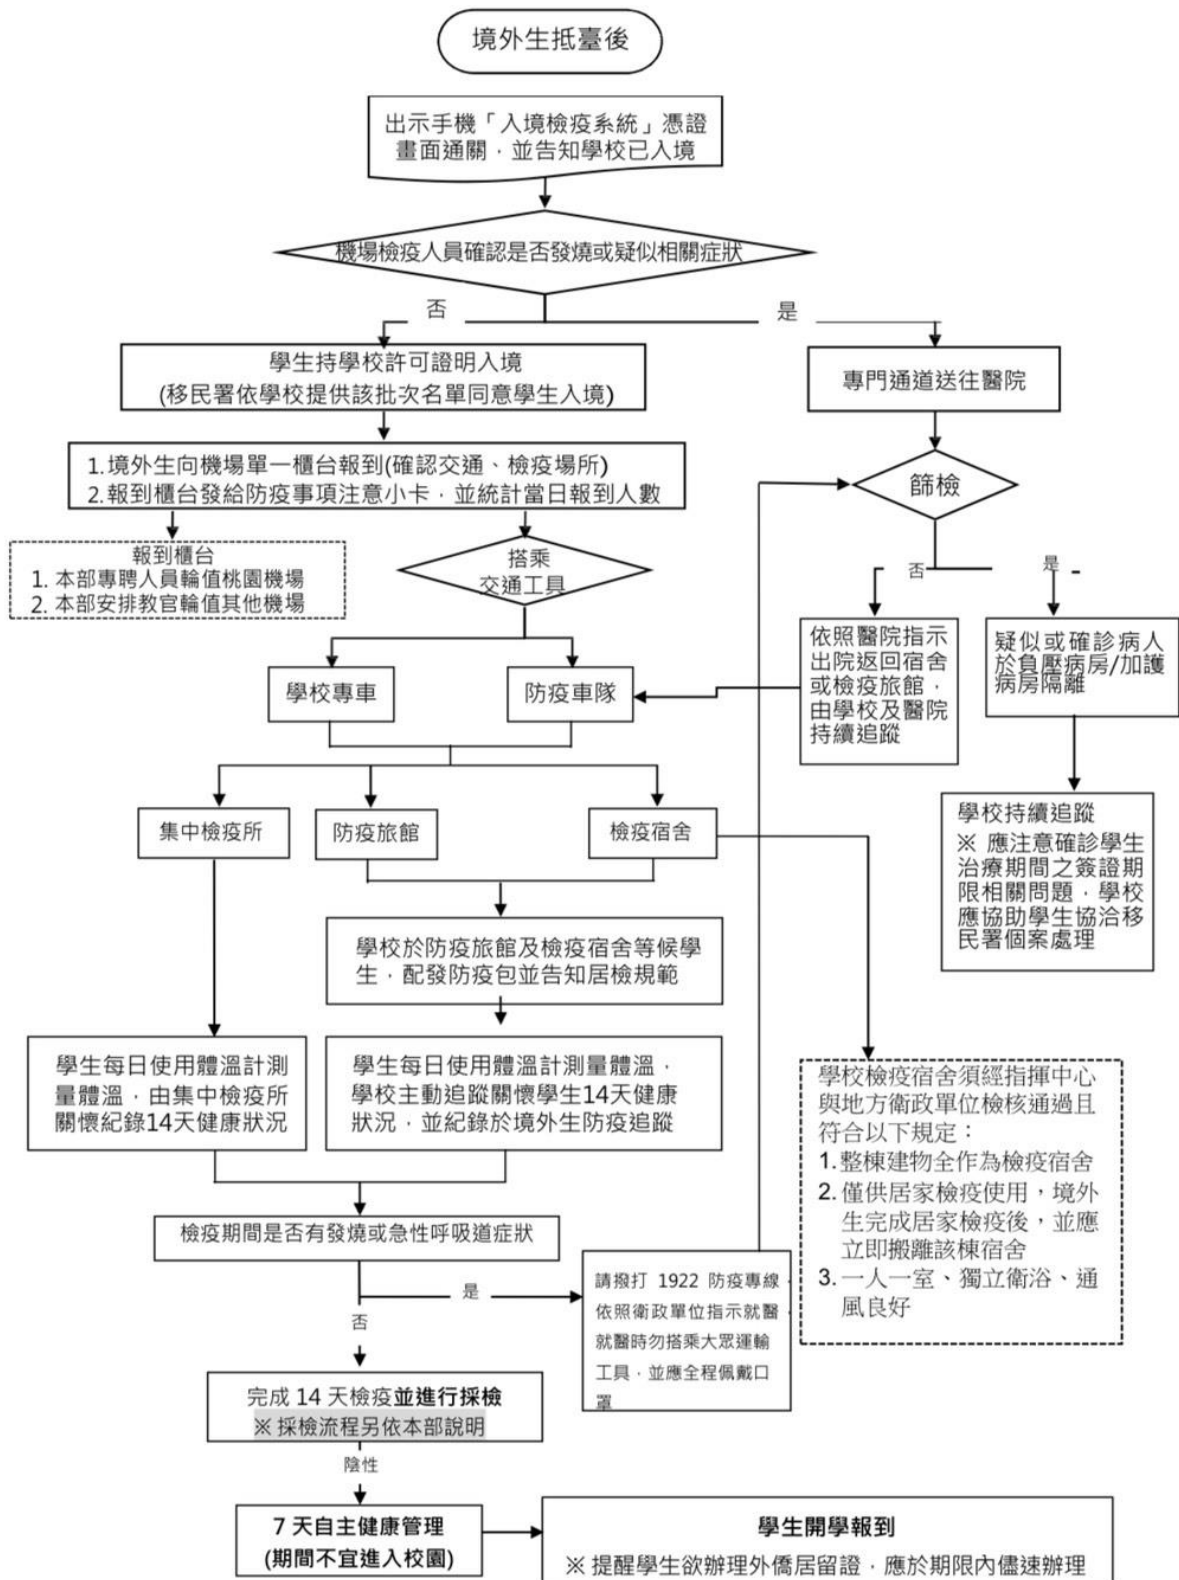 境外生抵臺後
出示手機「入境檢疫系統」憑證
畫面通關，並告知學校已入境
機場檢疫人員確認是否發燒或疑似相關症狀
否
是
學生持學校許可證明入境
(移民署依學校提供該批次名單同意學生入境)
專門通道送往醫院
1.境外生向機場單一櫃台報到(確認交通、檢疫場所)
2.報到櫃台發給防疫事項注意小卡，並統計當日報到人數
篩檢
報到櫃台
1. 本部專聘人員輪值桃園機場
2. 本部安排教官輪值其他機場
搭乘
交通工具
否
是
依照醫院指示
出院返回宿舍
或檢疫旅館，
由學校及醫院
持續追蹤
疑似或確診病人
於負壓病房/加護
病房隔離
學校專車
防疫車隊
集中檢疫所
防疫旅館
檢疫宿舍
學校持續追蹤
※ 應注意確診學生
治療期間之簽證期
限相關問題，學校
應協助學生協洽移
民署個案處理
學校於防疫旅館及檢疫宿舍等候學
生，配發防疫包並告知居檢規範
學生每日使用體溫計測
量體溫，由集中檢疫所
關懷紀錄14天健康狀況
學生每日使用體溫計測量體溫，
學校主動追蹤關懷學生14天健康
狀況，並紀錄於境外生防疫追蹤
學校檢疫宿舍須經指揮中心
與地方衛政單位檢核通過且
符合以下規定：
1. 整棟建物全作為檢疫宿舍
2. 僅供居家檢疫使用，境外
生完成居家檢疫後，並應
立即搬離該棟宿舍
3. 一人一室、獨立衛浴、通
風良好
檢疫期間是否有發燒或急性呼吸道症狀
是
否
請撥打 1922 防疫專線
依照衛政單位指示就醫
就醫時勿搭乘大眾運輸
工具，並應全程佩戴口
罩
完成 14 天檢疫並進行採檢
※ 採檢流程另依本部說明
陰性
7 天自主健康管理
(期間不宜進入校園)
學生開學報到
※ 提醒學生欲辦理外僑居留證，應於期限內儘速辦理